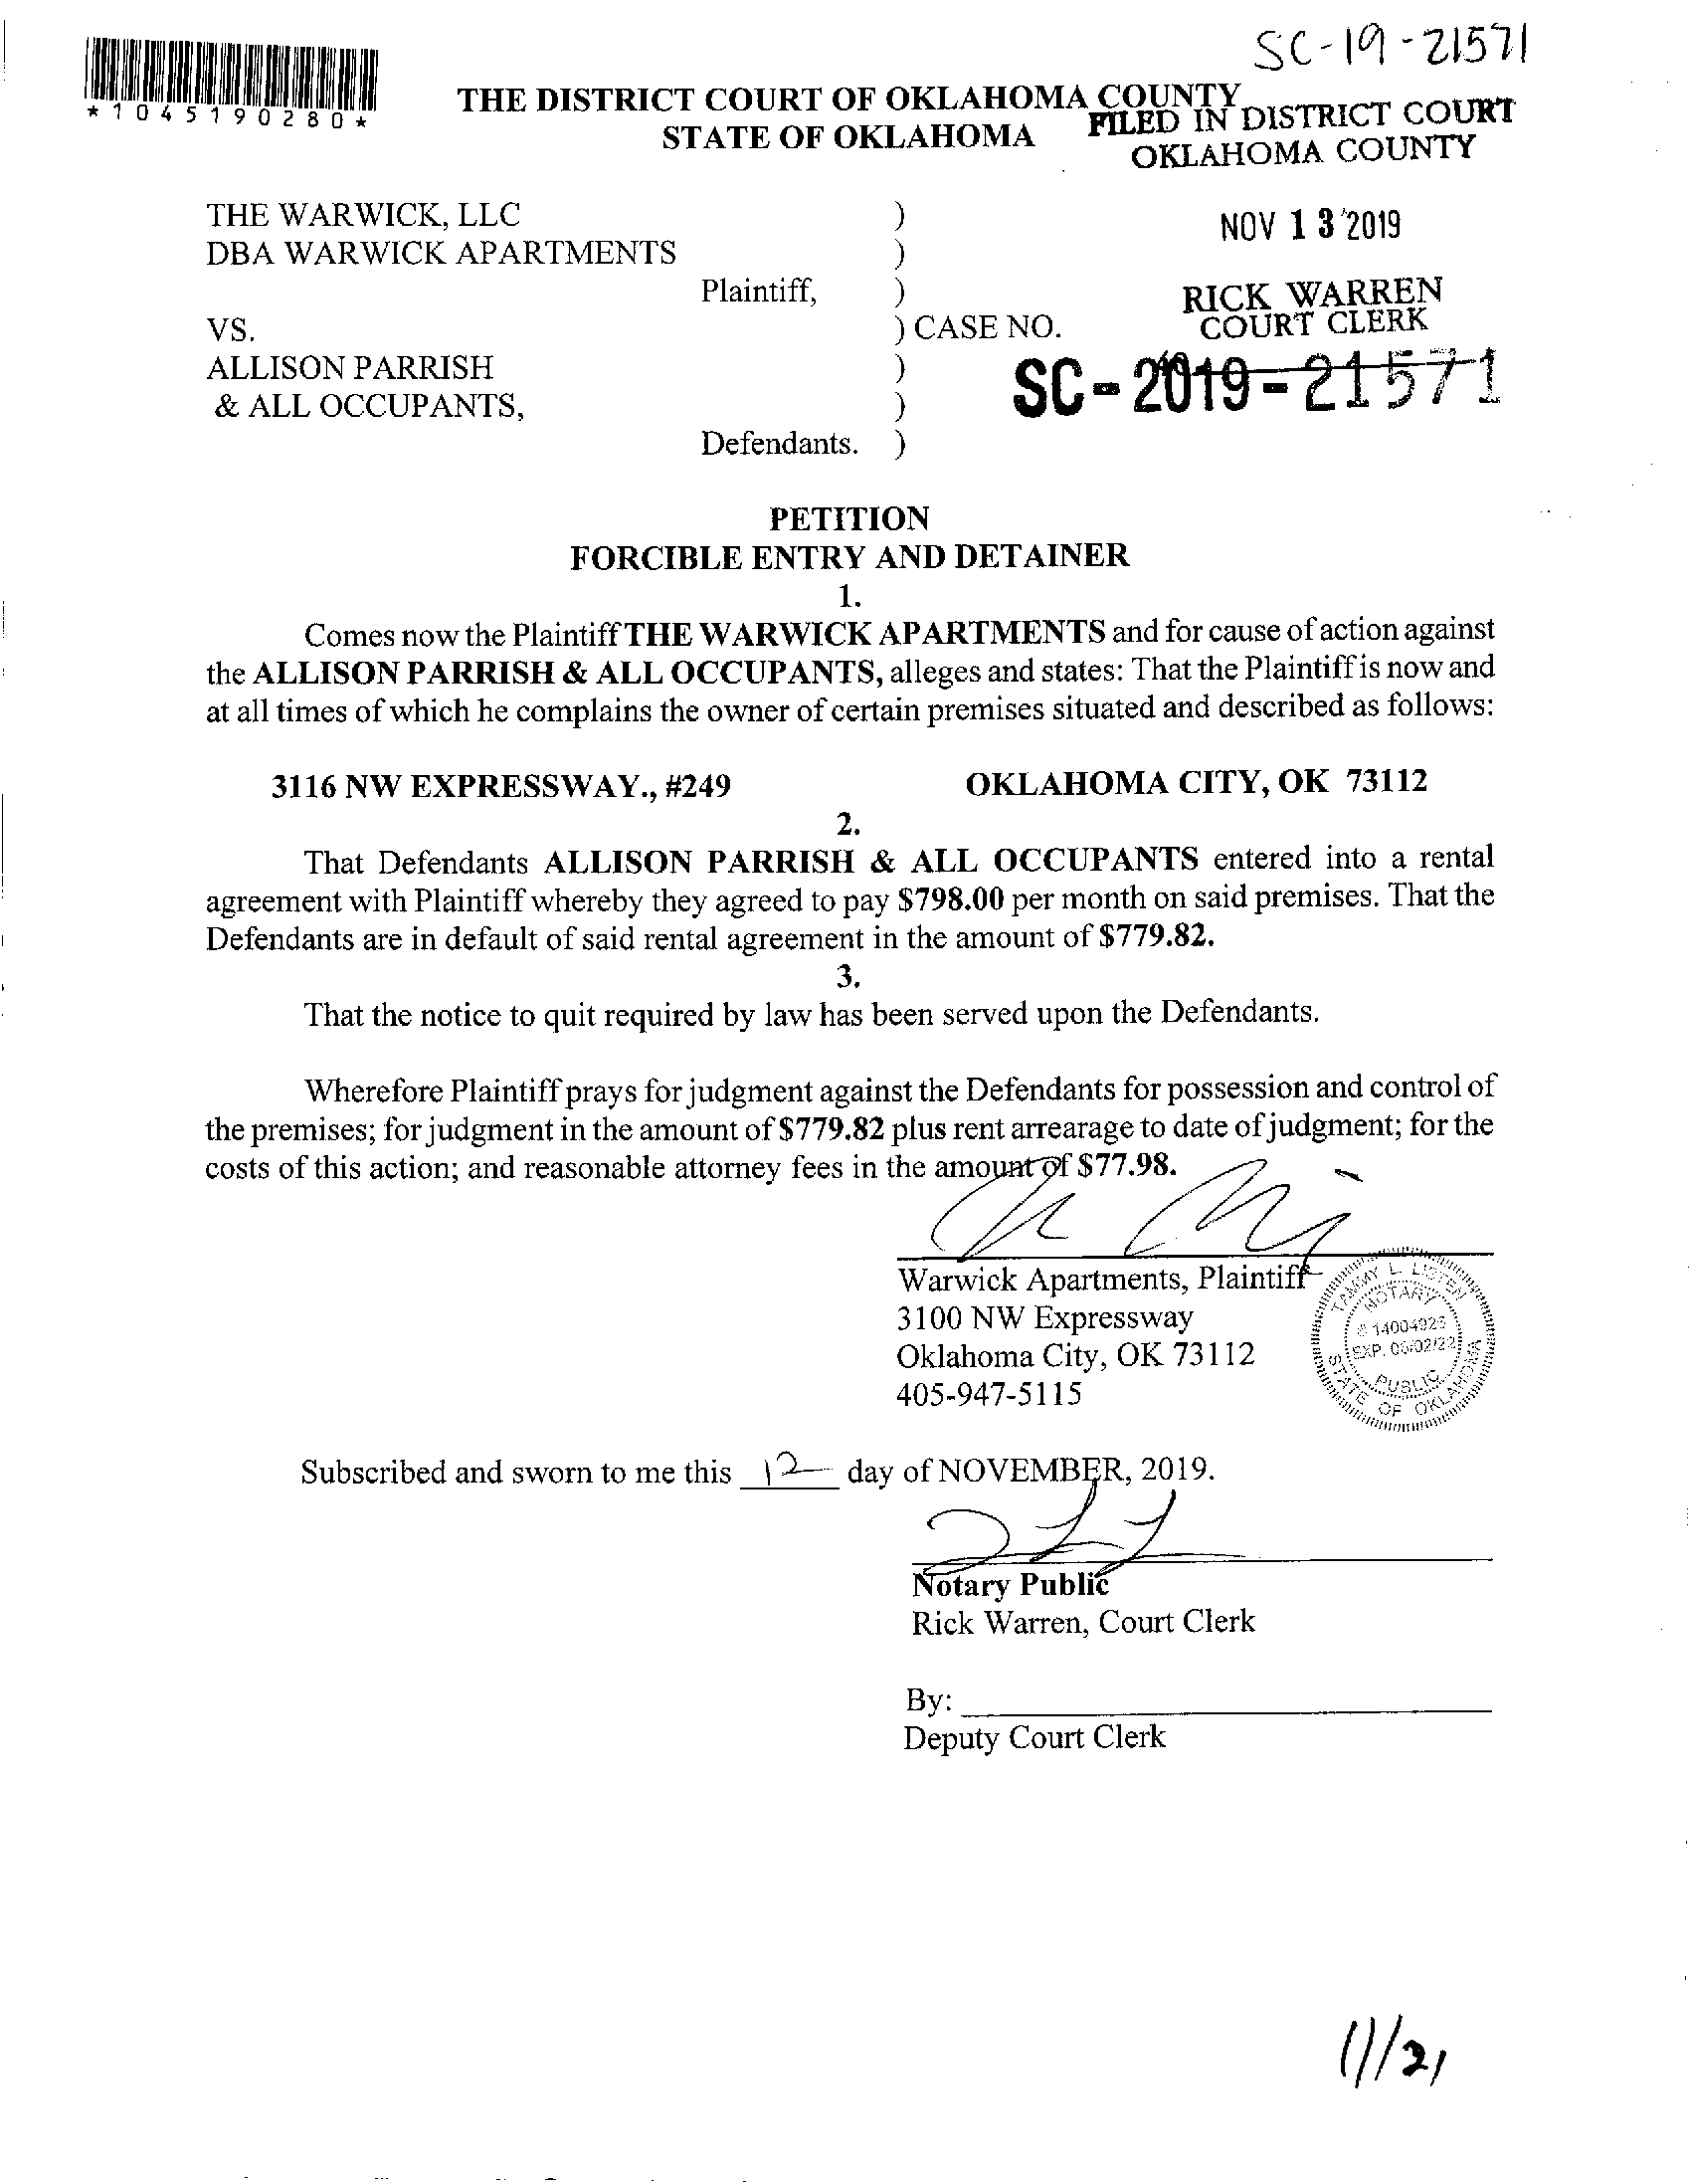 SC-19-21571
*1045190280*
THE DISTRICT COURT OF OKLAHOMA COUNTY
STATE OF OKLAHOMA
FILED IN DISTRICT COURT
OKLAHOMA COUNTY
NOV 13 2019
RICK WARREN
COURT CLERK
THE WARWICK, LLC )
DBA WARWICK APARTMENTS )
Plaintiff, )
VS. ) CASE NO.
SC-2019-21571
ALLISON PARRISH )
& ALL OCCUPANTS, )
Defendants. )
PETITION
FORCIBLE ENTRY AND DETAINER
1.
Comes now the Plaintiff THE WARWICK APARTMENTS and for cause of action against
the ALLISON PARRISH & ALL OCCUPANTS, alleges and states: That the Plaintiff is now and
at all times of which he complains the owner of certain premises situated and described as follows:
3116 NW EXPRESSWAY., #249 OKLAHOMA CITY, OK 73112
2.
That Defendants ALLISON PARRISH & ALL OCCUPANTS entered into a rental
agreement with Plaintiff whereby they agreed to pay $798.00 per month on said premises. That the
Defendants are in default of said rental agreement in the amount of $779.82.
3.
That the notice to quit required by law has been served upon the Defendants.
Wherefore Plaintiff prays for judgment against the Defendants for possession and control of
the premises; for judgment in the amount of $779.82 plus rent arrearage to date of judgment; for the
costs of this action; and reasonable attorney fees in the amount of $77.98.
Warwick Apartments, Plaintiff
3100 NW Expressway
Oklahoma City, OK 73112
405-947-5115
TAMMY L. LISTEN
NOTARY
# 14004923
EXP.
PUBLIC
STATE OF OKLAHOMA
Subscribed and sworn to me this 12 day of NOVEMBER, 2019.
Notary Public
Rick Warren, Court Clerk
By:
Deputy Court Clerk
11/21